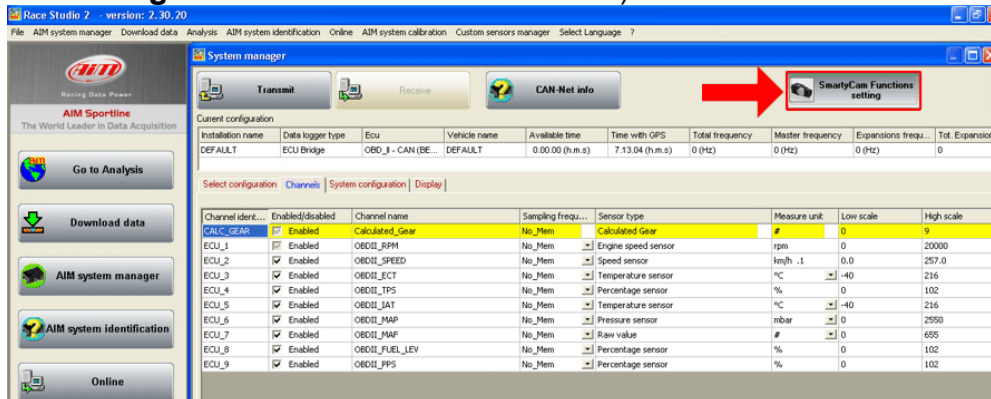 Race Studio 2 - version: 2.30.20
File AIM system manager Download data Analysis AIM system identification Online AIM system calibration Custom sensors manager Select Language ?
AiM
Racing Data Power
AIM Sportline
The World Leader in Data Acquisition
Go to Analysis
Download data
AIM system manager
AIM system identification
Online
System manager
Transmit
Receive
CAN-Net info
SmartyCam Functions
setting
Current configuration
Installation name Data logger type Ecu Vehicle name Available time Time with GPS Total frequency Master frequency Expansions frequ... Tot. Expansion
DEFAULT ECU Bridge OBD_II - CAN (BE... DEFAULT 0.00.00 (h.m.s) 7.13.04 (h.m.s) 0 (Hz) 0 (Hz) 0 (Hz) 0
Select configuration Channels System configuration Display
Channel ident... Enabled/disabled Channel name Sampling frequ... Sensor type Measure unit Low scale High scale
CALC_GEAR Enabled Calculated_Gear No_Mem Calculated Gear # 0 9
ECU_1 Enabled OBDII_RPM No_Mem Engine speed sensor rpm 0 20000
ECU_2 Enabled OBDII_SPEED No_Mem Speed sensor km/h .1 0.0 257.0
ECU_3 Enabled OBDII_ECT No_Mem Temperature sensor °C -40 216
ECU_4 Enabled OBDII_TPS No_Mem Percentage sensor % 0 102
ECU_5 Enabled OBDII_IAT No_Mem Temperature sensor °C -40 216
ECU_6 Enabled OBDII_MAP No_Mem Pressure sensor mbar 0 2550
ECU_7 Enabled OBDII_MAF No_Mem Raw value # 0 655
ECU_8 Enabled OBDII_FUEL_LEV No_Mem Percentage sensor % 0 102
ECU_9 Enabled OBDII_PPS No_Mem Percentage sensor % 0 102